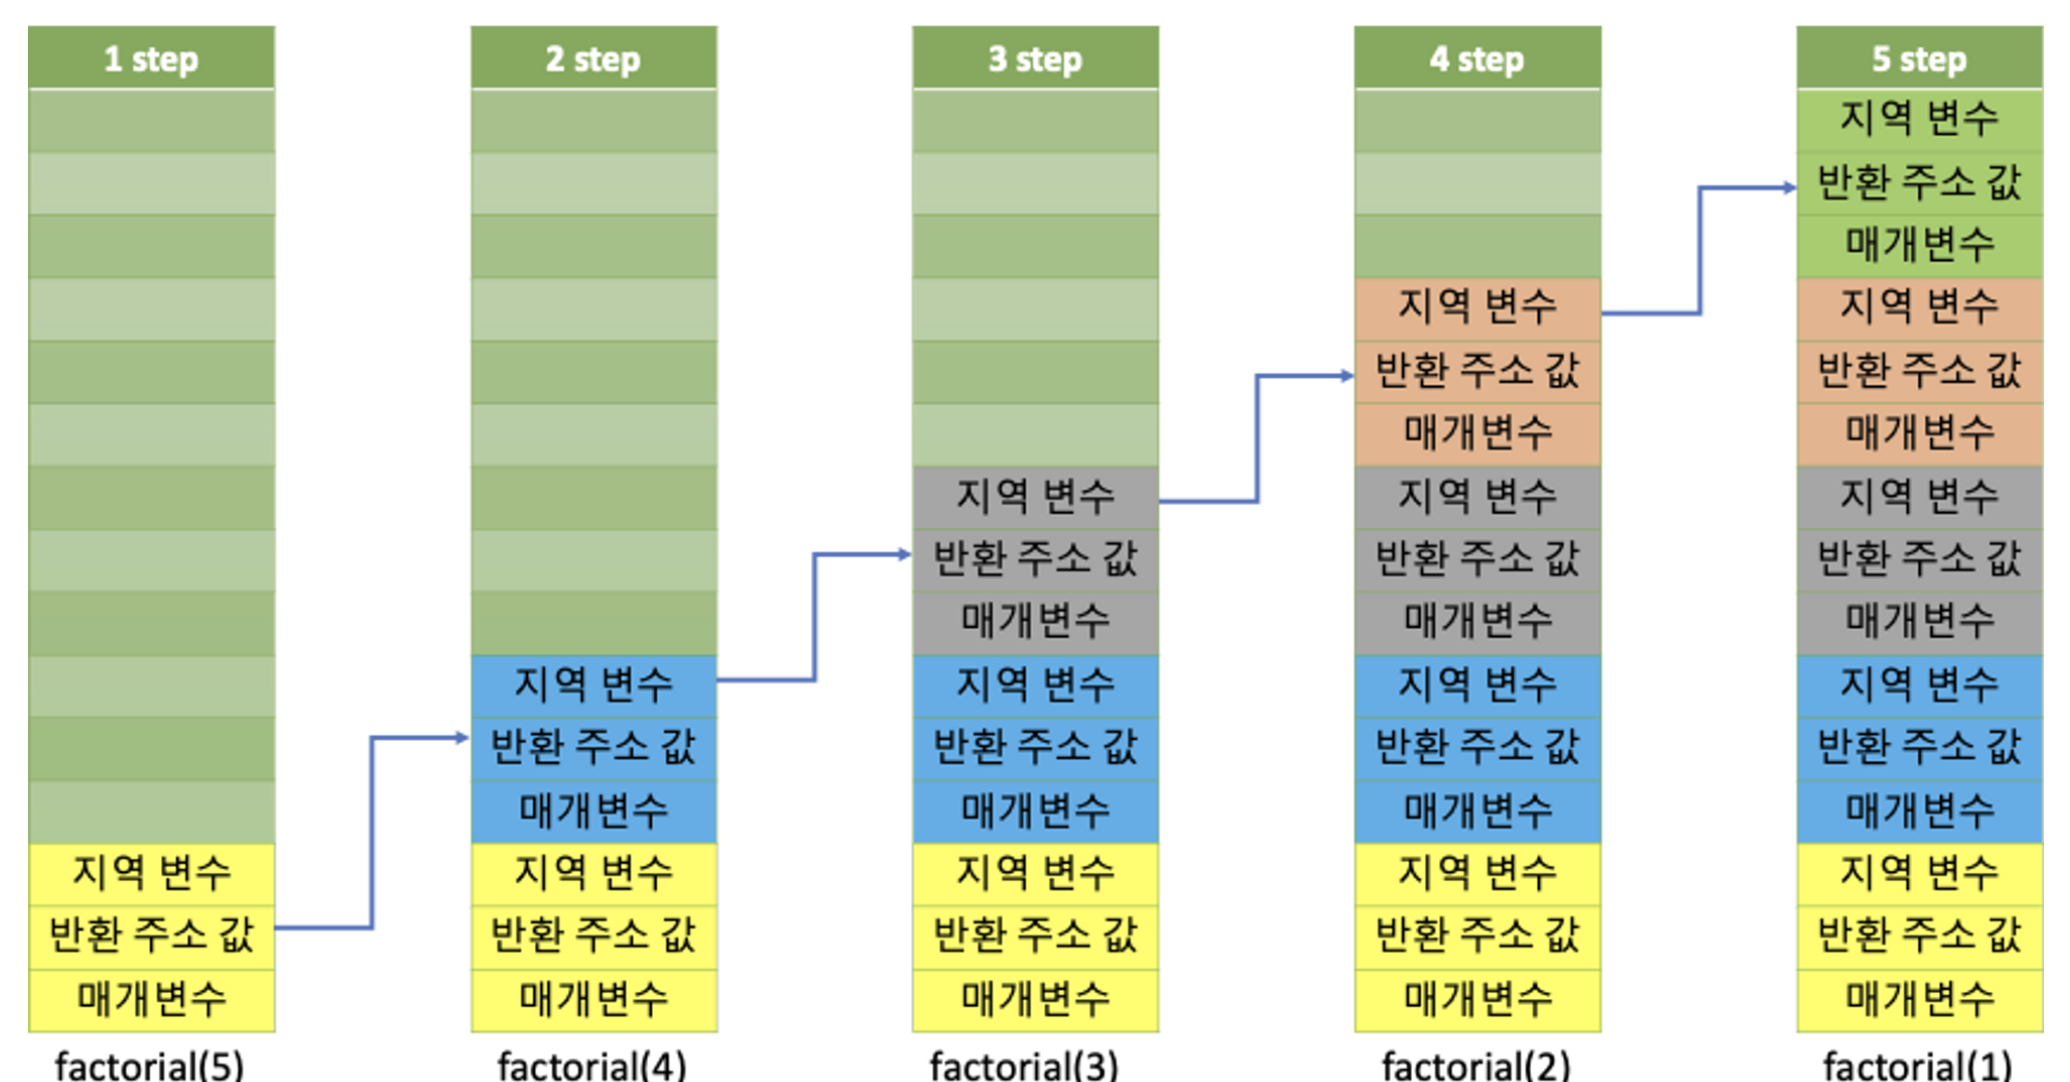 1 step
지역 변수
반환 주소 값
매개변수
factorial(5)
2 step
지역 변수
반환 주소 값
매개변수
지역 변수
반환 주소 값
매개변수
factorial(4)
3 step
지역 변수
반환 주소 값
매개변수
지역 변수
반환 주소 값
매개변수
지역 변수
반환 주소 값
매개변수
factorial(3)
4 step
지역 변수
반환 주소 값
매개변수
지역 변수
반환 주소 값
매개변수
지역 변수
반환 주소 값
매개변수
지역 변수
반환 주소 값
매개변수
factorial(2)
5 step
지역 변수
반환 주소 값
매개변수
지역 변수
반환 주소 값
매개변수
지역 변수
반환 주소 값
매개변수
지역 변수
반환 주소 값
매개변수
지역 변수
반환 주소 값
매개변수
factorial(1)